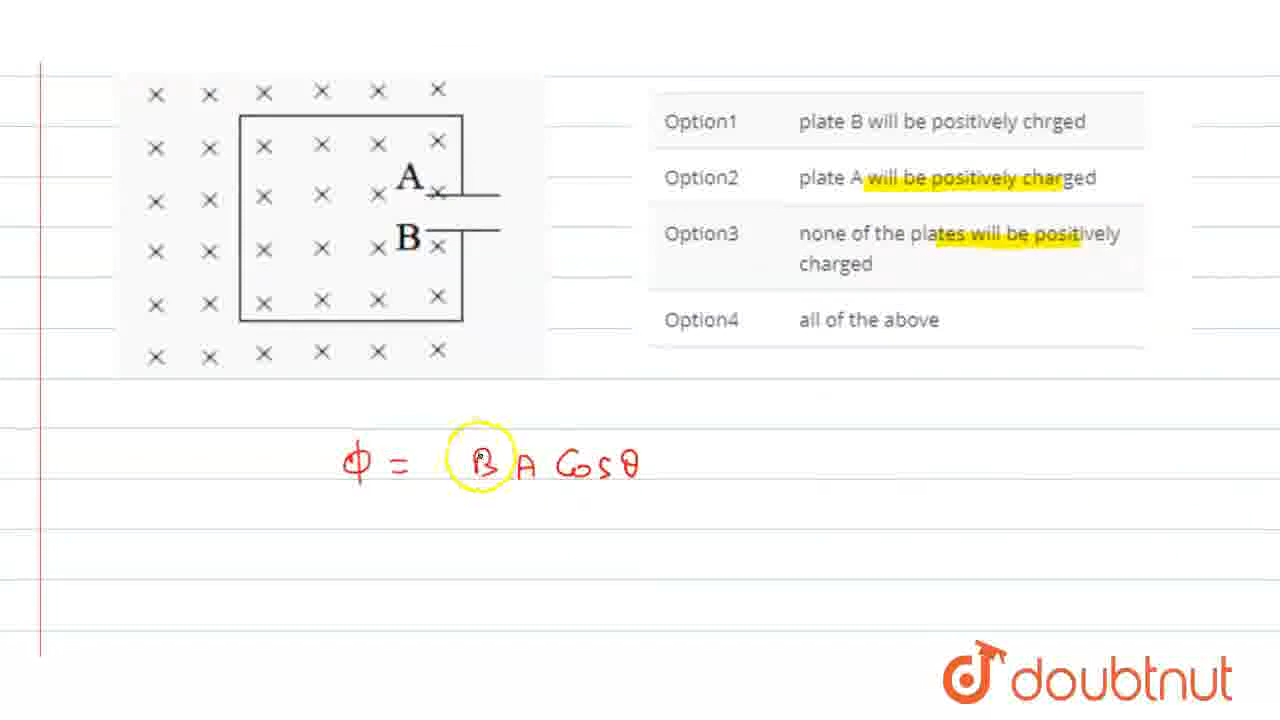 × × × × × ×
× × × × × ×
A
× × × × × ×
B
× × × × × ×
× × × × × ×
× × × × × ×
Option1 plate B will be positively chrged
Option2 plate A will be positively charged
Option3 none of the plates will be positively
charged
Option4 all of the above
φ = B A Cosθ
doubtnut